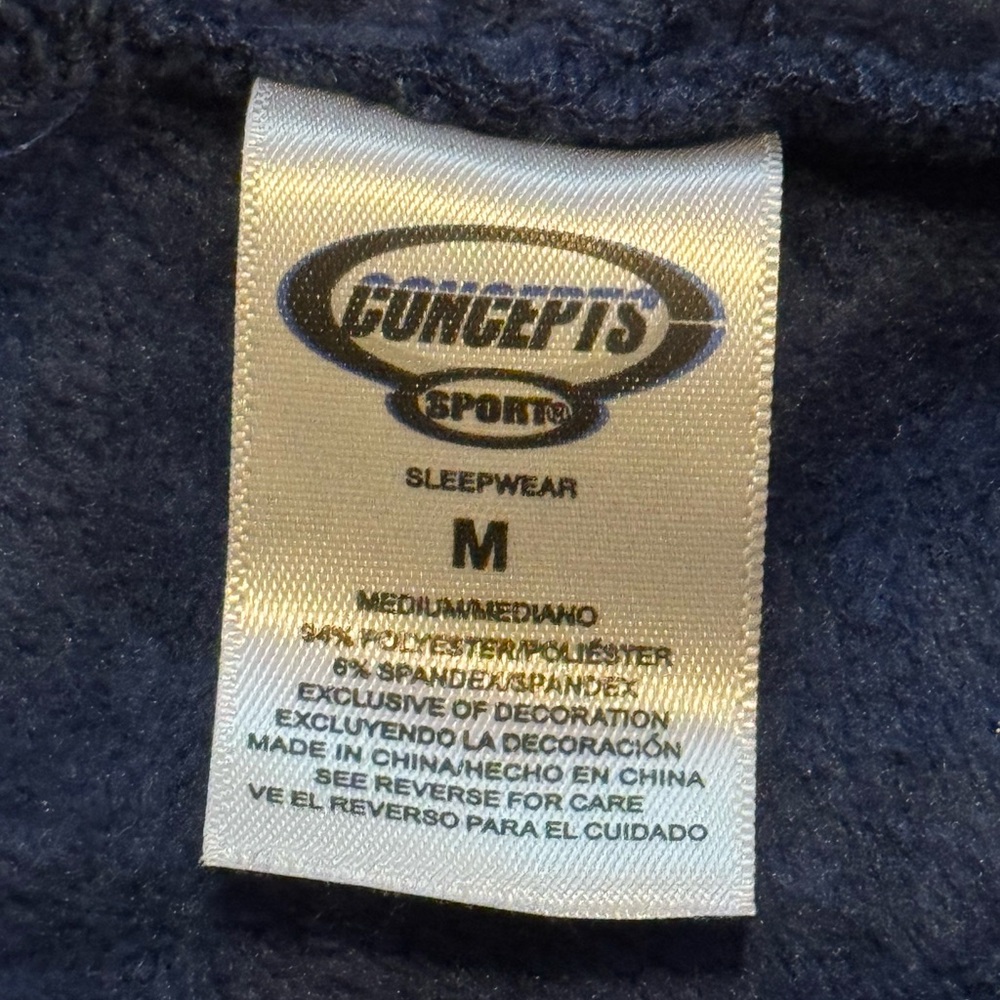 CONCEPTS
SPORT®
SLEEPWEAR
M
MEDIUM/MEDIANO
94% POLYESTER/POLIÉSTER
6% SPANDEX/SPANDEX
EXCLUSIVE OF DECORATION
EXCLUYENDO LA DECORACIÓN
MADE IN CHINA/HECHO EN CHINA
SEE REVERSE FOR CARE
VE EL REVERSO PARA EL CUIDADO